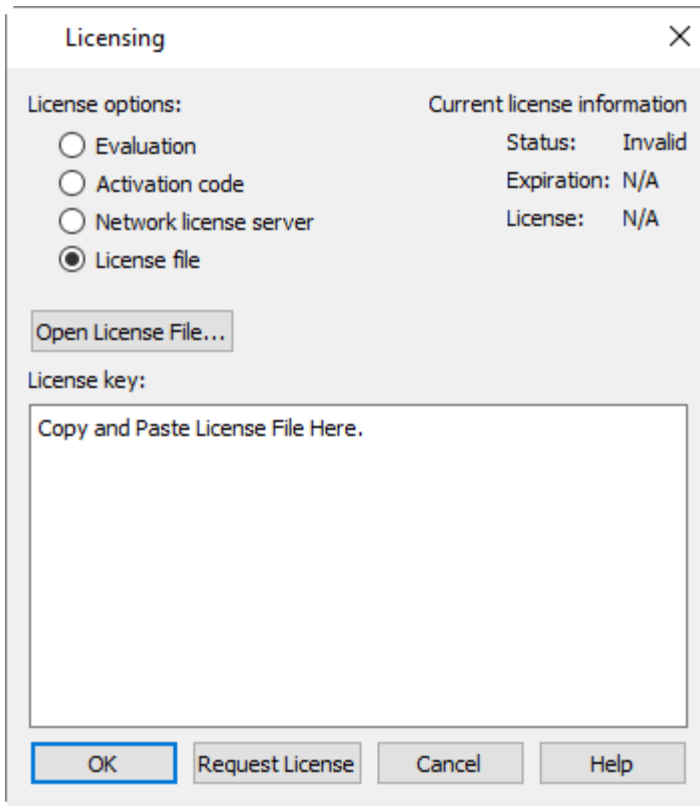 Licensing
License options:
Evaluation
Activation code
Network license server
License file
Current license information
Status: Invalid
Expiration: N/A
License: N/A
Open License File...
License key:
Copy and Paste License File Here.
OK
Request License
Cancel
Help